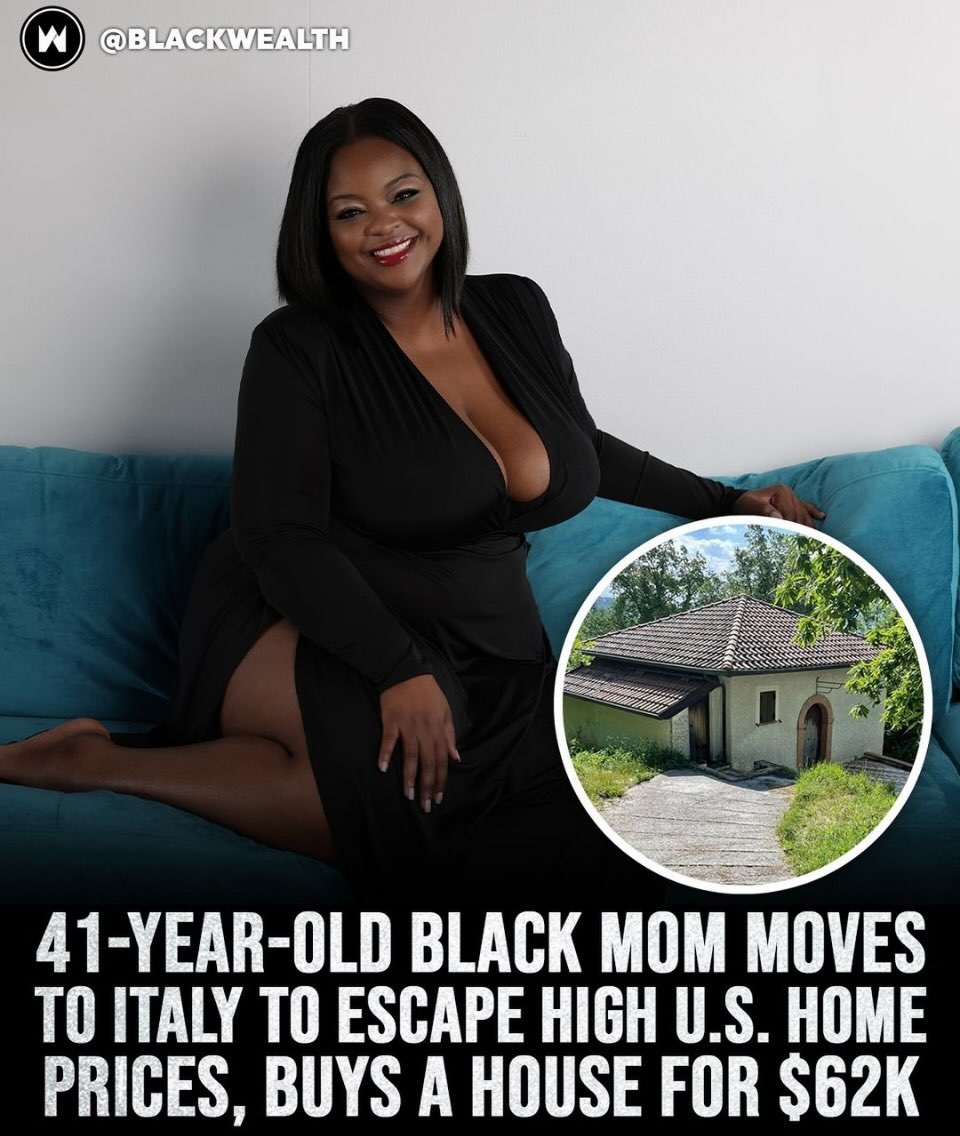 @BLACKWEALTH
41-YEAR-OLD BLACK MOM MOVES
TO ITALY TO ESCAPE HIGH U.S. HOME
PRICES, BUYS A HOUSE FOR $62K